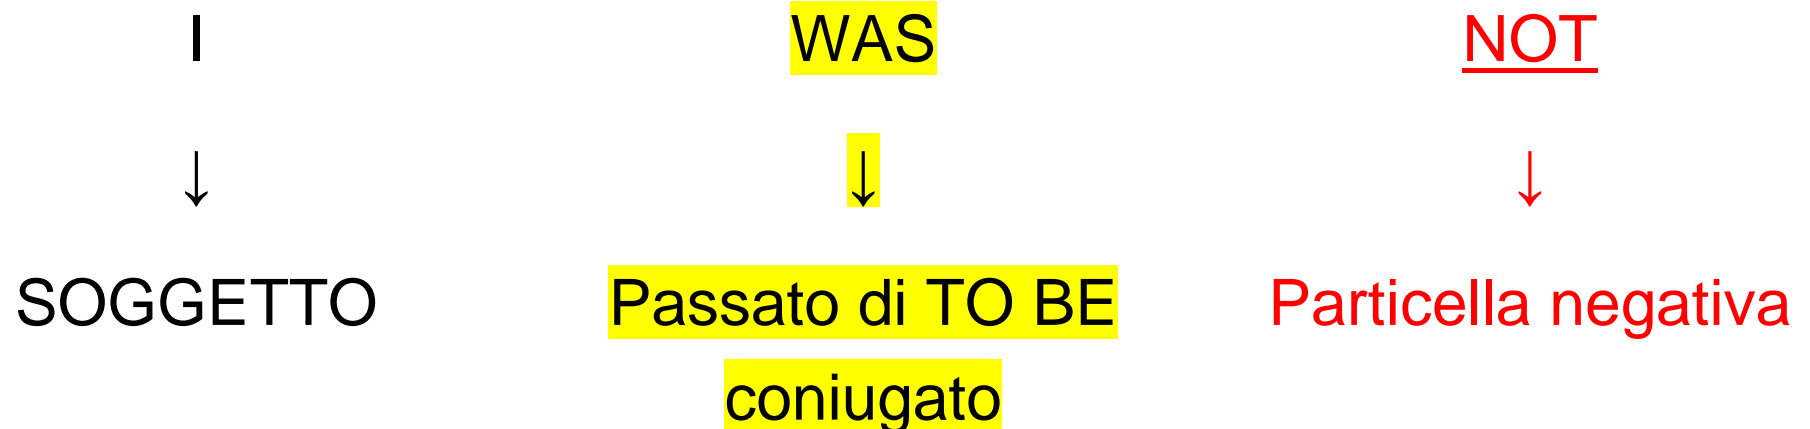 I WAS NOT
↓ ↓ ↓
SOGGETTO Passato di TO BE Particella negativa
coniugato